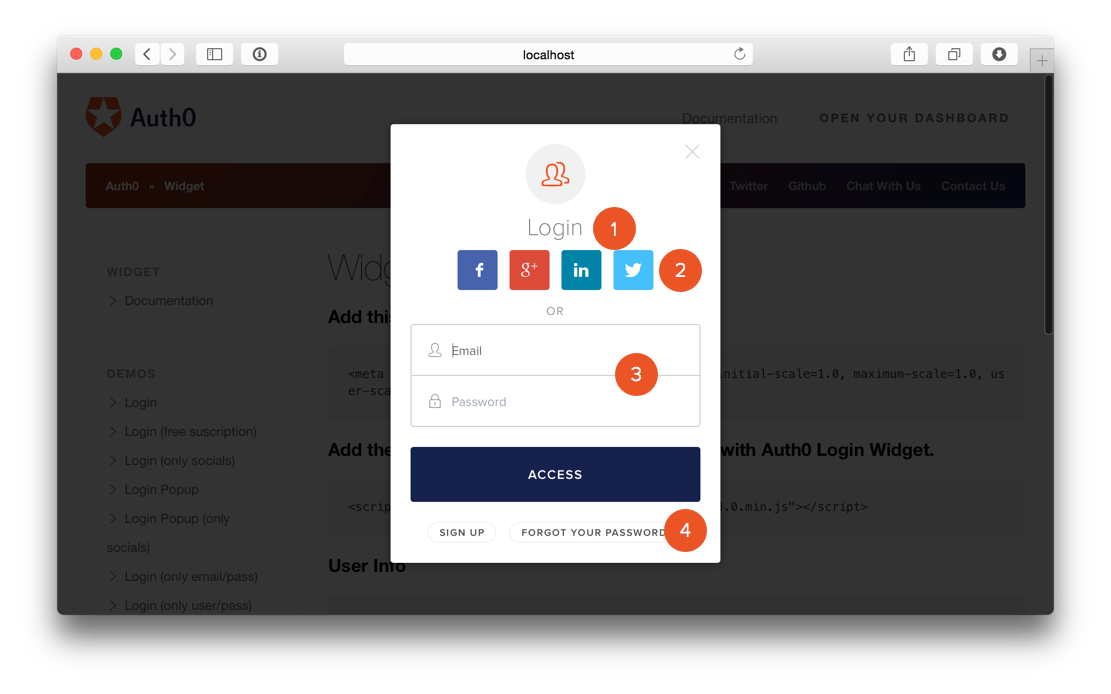 localhost
Auth0
Documentation
OPEN YOUR DASHBOARD
Auth0 » Widget
Twitter
Github
Chat With Us
Contact Us
Login
1
f
g+
in
2
OR
Email
3
Password
ACCESS
SIGN UP
FORGOT YOUR PASSWORD
4
WIDGET
Documentation
DEMOS
Login
Login (free suscription)
Login (only socials)
Login Popup
Login Popup (only
socials)
Login (only email/pass)
Login (only user/pass)
Widg
Add this
<meta
nitial-scale=1.0, maximum-scale=1.0, us
er-sca
Add the
with Auth0 Login Widget.
<scrip
.0.min.js"></script>
User Info